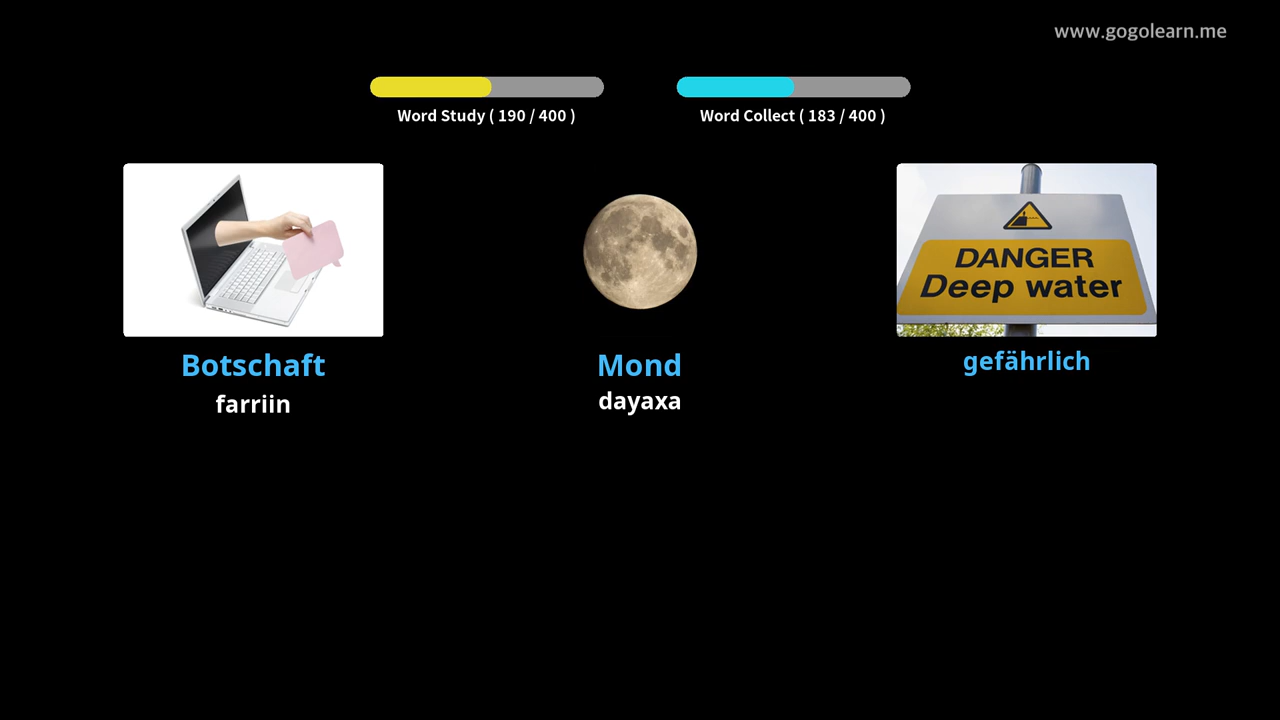 www.gogolearn.me
Word Study ( 190 / 400 )
Word Collect ( 183 / 400 )
DANGER
Deep water
Botschaft
farriin
Mond
dayaxa
gefährlich